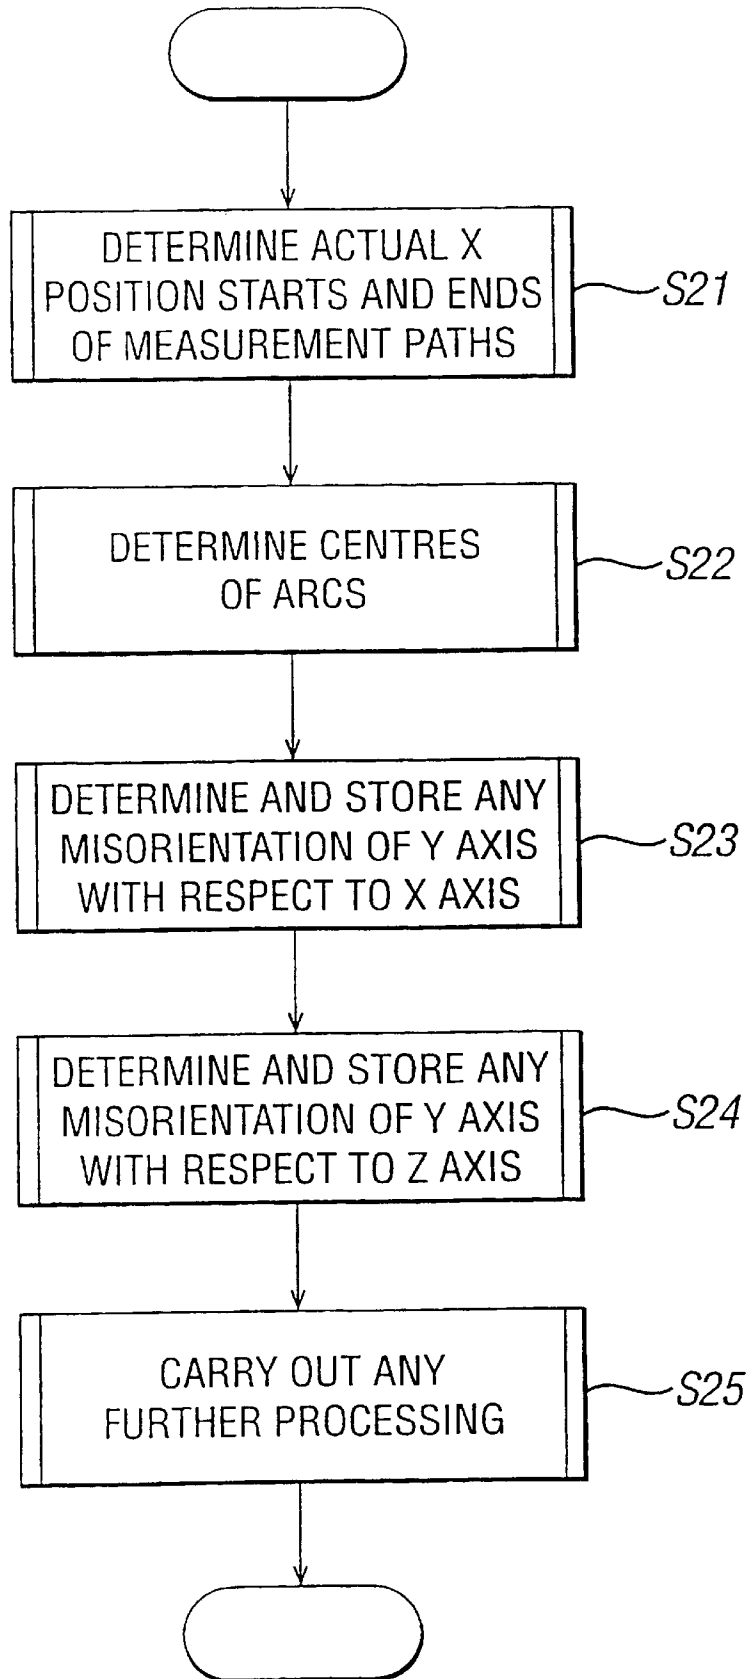 DETERMINE ACTUAL X
POSITION STARTS AND ENDS
OF MEASUREMENT PATHS
S21
DETERMINE CENTRES
OF ARCS
S22
DETERMINE AND STORE ANY
MISORIENTATION OF Y AXIS
WITH RESPECT TO X AXIS
S23
DETERMINE AND STORE ANY
MISORIENTATION OF Y AXIS
WITH RESPECT TO Z AXIS
S24
CARRY OUT ANY
FURTHER PROCESSING
S25